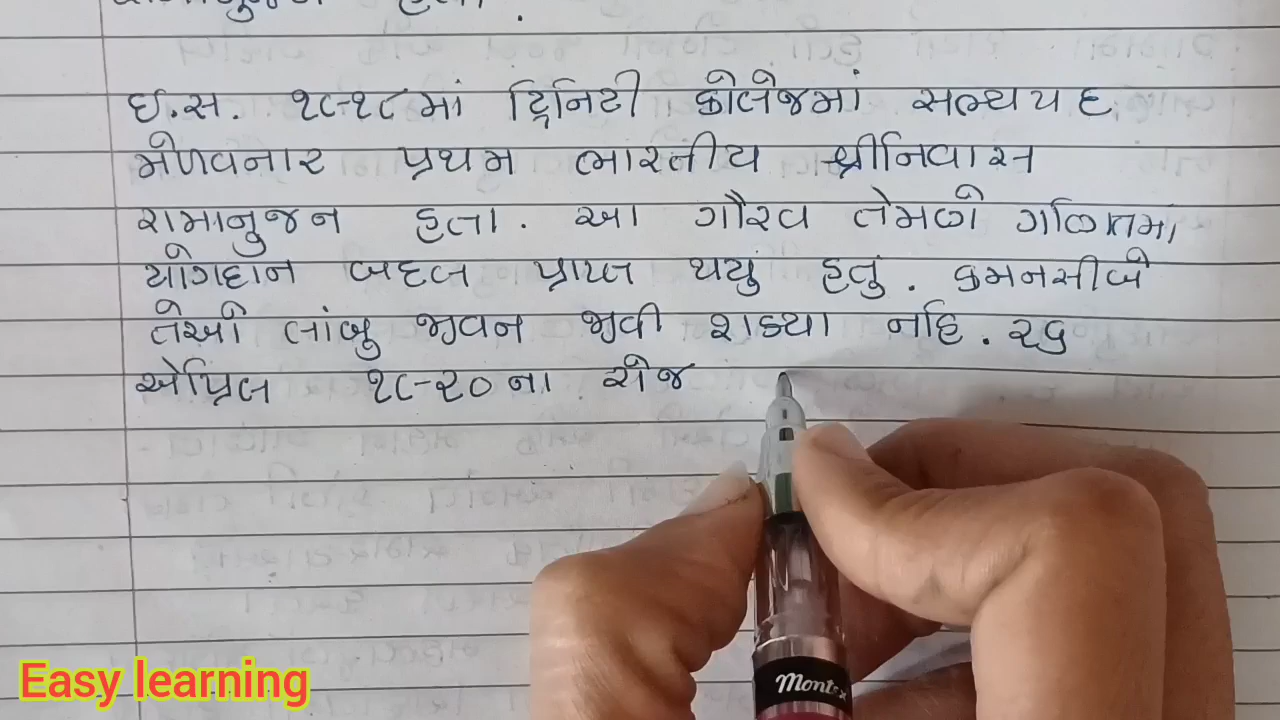 ઇ.સ. ૧૯૧૮માં ટ્રિનિટી કોલેજમાં સભ્યપદ
મેળવનાર પ્રથમ ભારતીય શ્રીનિવાસ
રામાનુજન હતા. આ ગૌરવ તેમણે ગણિતમાં
યોગદાન બદલ પ્રાપ્ત થયું હતું. કમનસીબે
તેઓ લાંબુ જીવન જીવી શક્યા નહિ. ૨૬
એપ્રિલ ૧૯૨૦ના રોજ
Easy learning
Montex